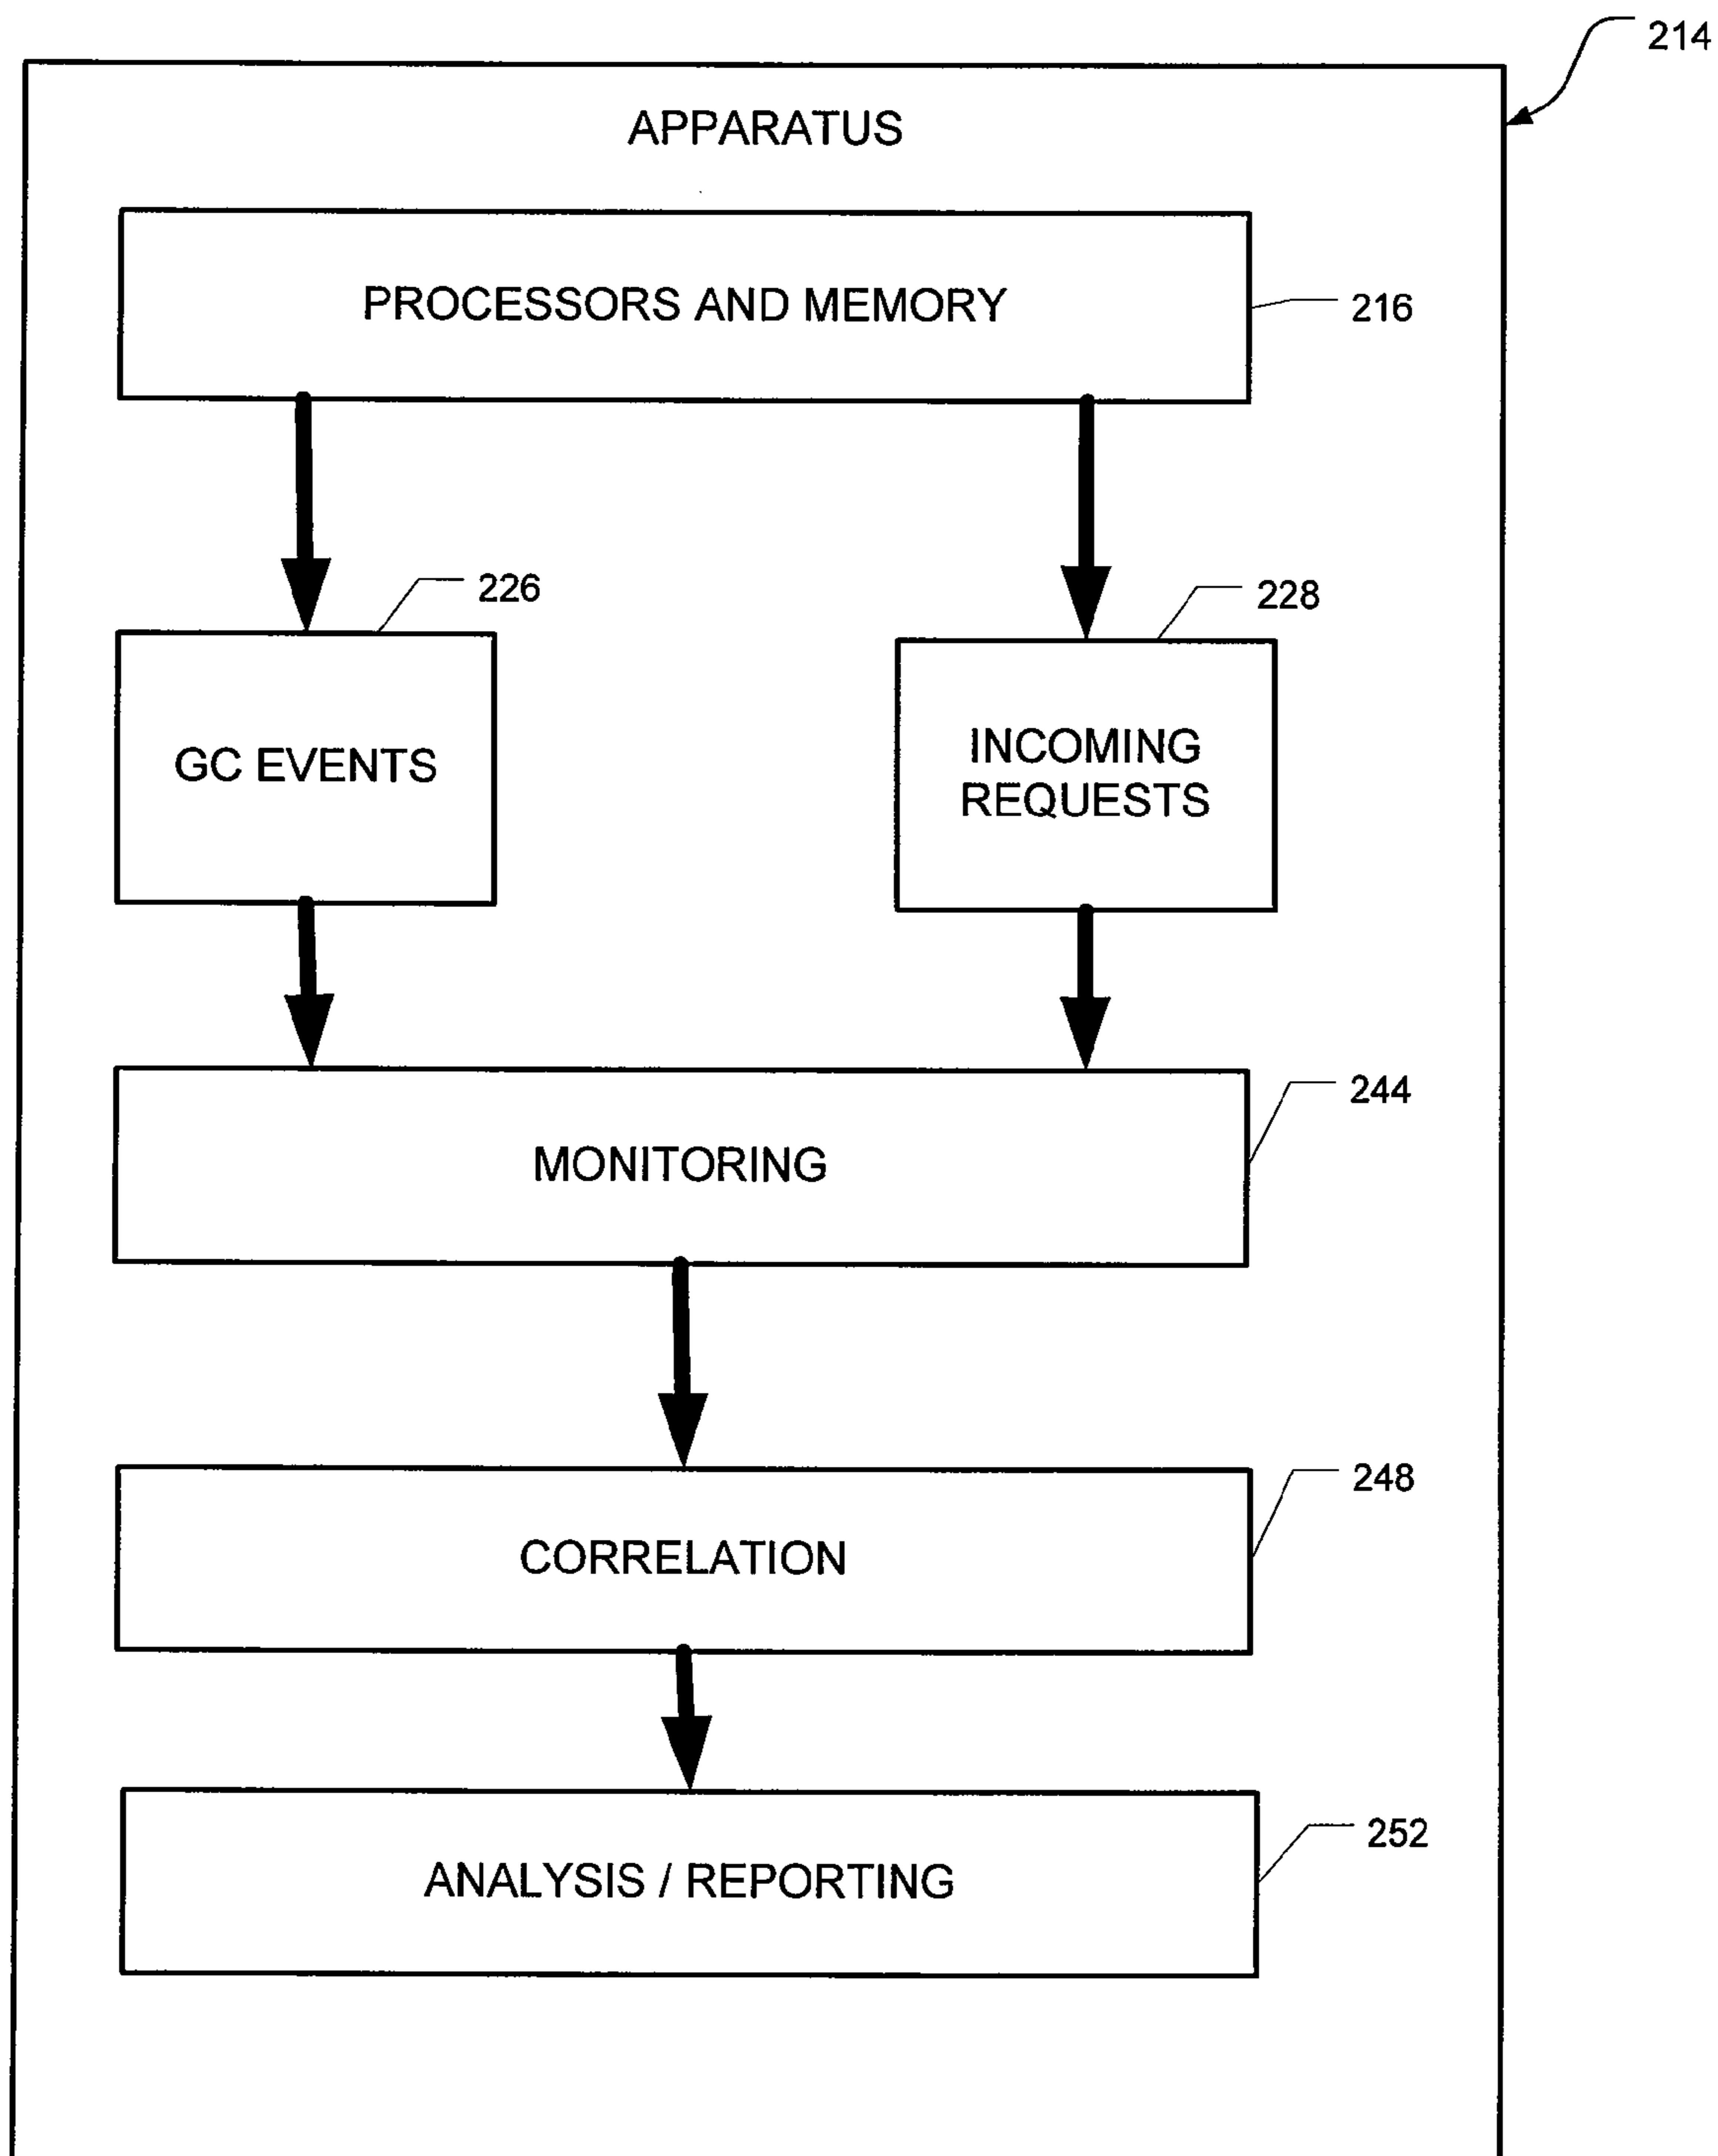 214
APPARATUS
PROCESSORS AND MEMORY
216
226
228
GC EVENTS
INCOMING
REQUESTS
244
MONITORING
248
CORRELATION
252
ANALYSIS / REPORTING